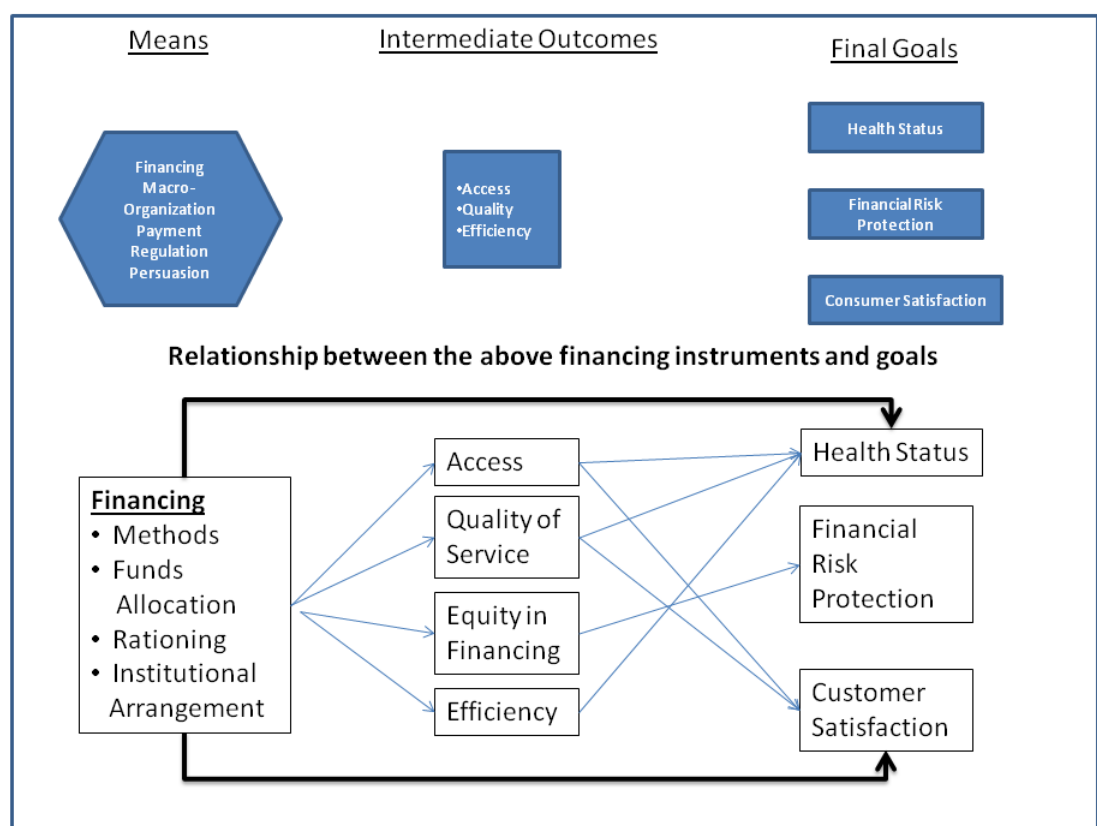 Means
Intermediate Outcomes
Final Goals
Financing
Macro-
Organization
Payment
Regulation
Persuasion
•Access
•Quality
•Efficiency
Health Status
Financial Risk
Protection
Consumer Satisfaction
Relationship between the above financing instruments and goals
Financing
• Methods
• Funds
Allocation
• Rationing
• Institutional
Arrangement
Access
Quality of
Service
Equity in
Financing
Efficiency
Health Status
Financial
Risk
Protection
Customer
Satisfaction